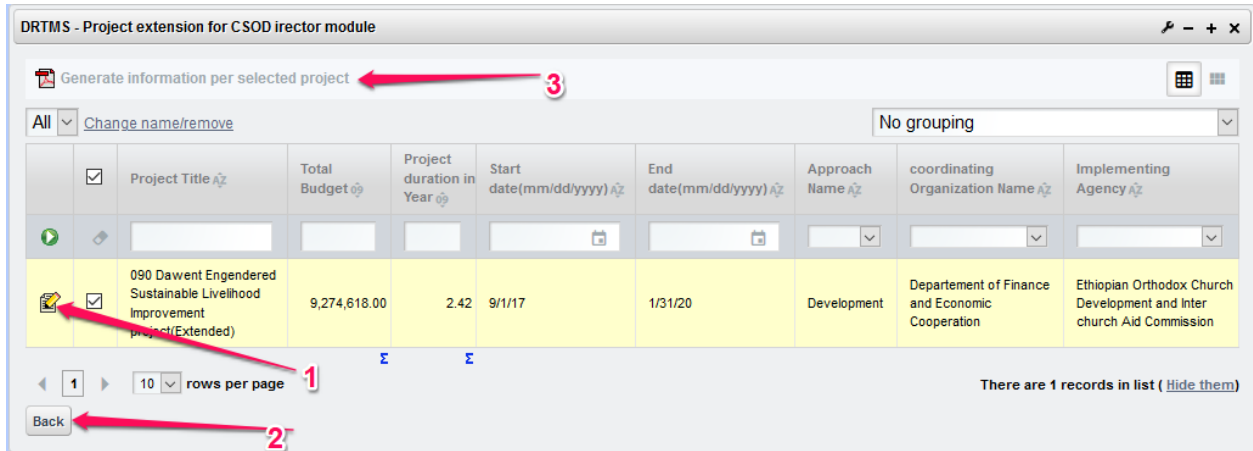 DRTMS - Project extension for CSOD irector module
Generate information per selected project
3
All
Change name/remove
No grouping
Project Title
Total Budget
Project duration in Year
Start date(mm/dd/yyyy)
End date(mm/dd/yyyy)
Approach Name
coordinating Organization Name
Implementing Agency
090 Dawent Engendered
Sustainable Livelihood
Improvement
project(Extended)
9,274,618.00
2.42
9/1/17
1/31/20
Development
Departement of Finance
and Economic
Cooperation
Ethiopian Orthodox Church
Development and Inter
church Aid Commission
Σ
Σ
1
1
10
rows per page
There are 1 records in list ( Hide them)
Back
2